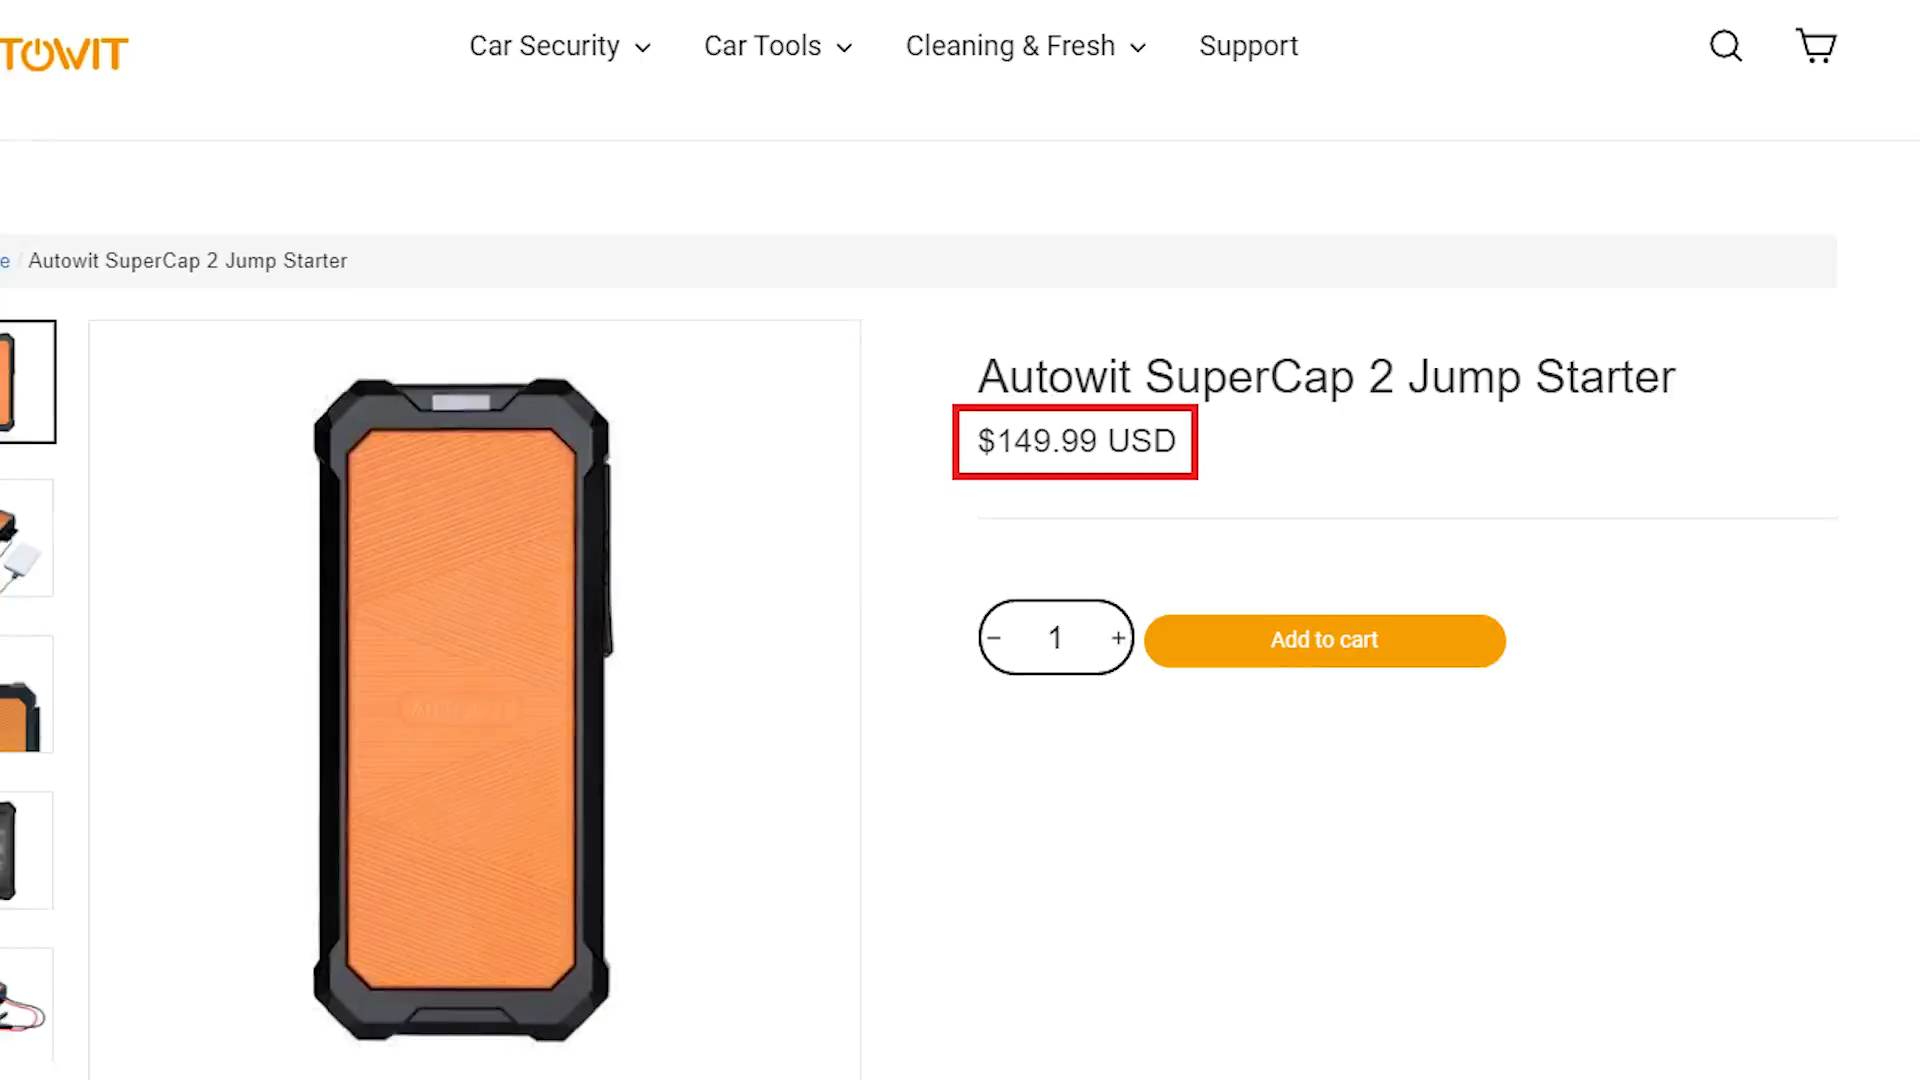 TOWIT
Car Security
Car Tools
Cleaning & Fresh
Support
e / Autowit SuperCap 2 Jump Starter
Autowit SuperCap 2 Jump Starter
$149.99 USD
− 1 +
Add to cart